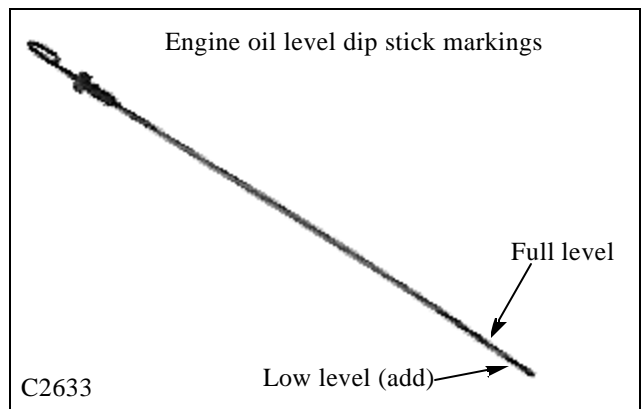 Engine oil level dip stick markings
Full level
Low level (add)
C2633